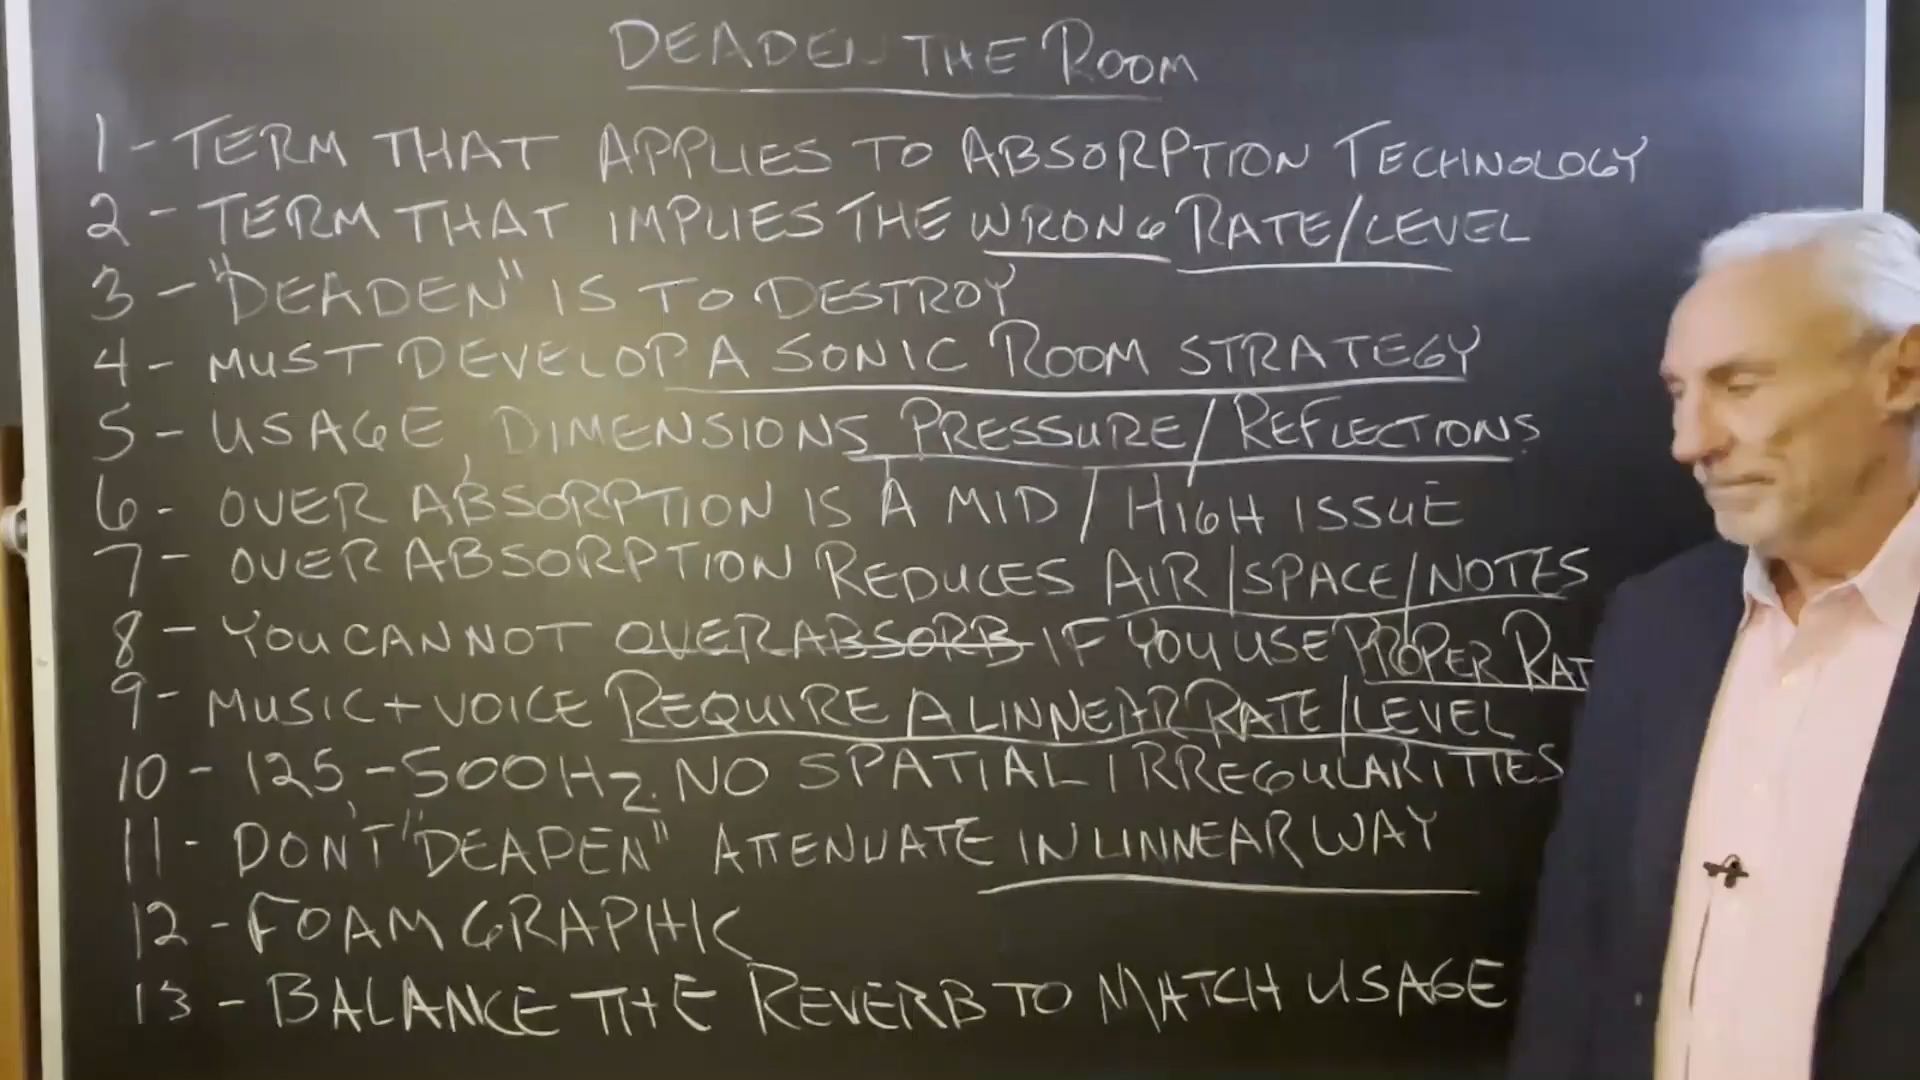 DEADEN THE ROOM
1 - TERM THAT APPLIES TO ABSORPTION TECHNOLOGY
2 - TERM THAT IMPLIES THE WRONG RATE/LEVEL
3 - "DEADEN" IS TO DESTROY
4 - MUST DEVELOP A SONIC ROOM STRATEGY
5 - USAGE, DIMENSIONS PRESSURE/REFLECTIONS.
6 - OVER ABSORPTION IS A MID/HIGH ISSUE
7 - OVER ABSORPTION REDUCES AIR/SPACE/NOTES
8 - YOU CANNOT OVER ABSORB IF YOU USE PROPER RAT
9 - MUSIC + VOICE REQUIRE A LINNEAR RATE/LEVEL
10 - 125, - 500 HZ. NO SPATIAL IRREGULARITIES
11 - DON'T "DEADEN" ATTENUATE IN LINNEAR WAY
12 - FOAM GRAPHIC
13 - BALANCE THE REVERB TO MATCH USAGE